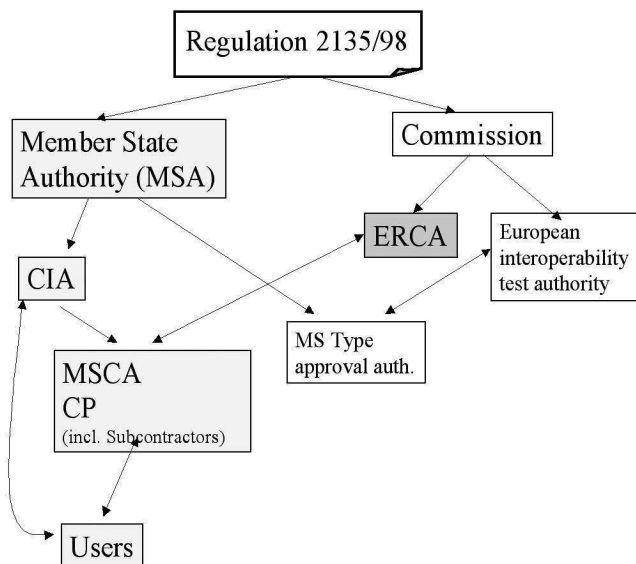 Regulation 2135/98
Member State
Authority (MSA)
Commission
ERCA
European
interoperability
test authority
CIA
MS Type
approval auth.
MSCA
CP
(incl. Subcontractors)
Users